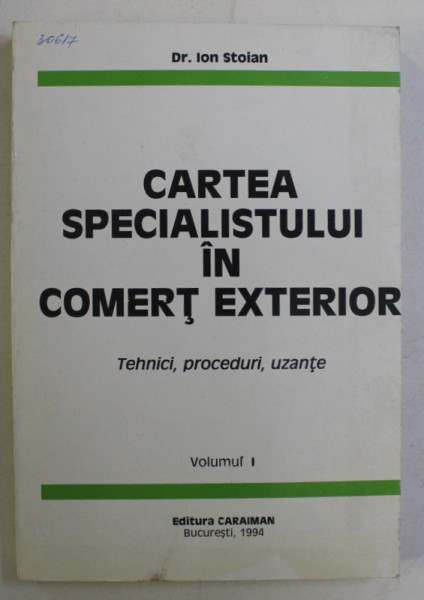 30617
Dr. Ion Stoian
CARTEA
SPECIALISTULUI
ÎN
COMERŢ EXTERIOR
Tehnici, proceduri, uzanţe
Volumul I
Editura CARAIMAN
Bucureşti, 1994